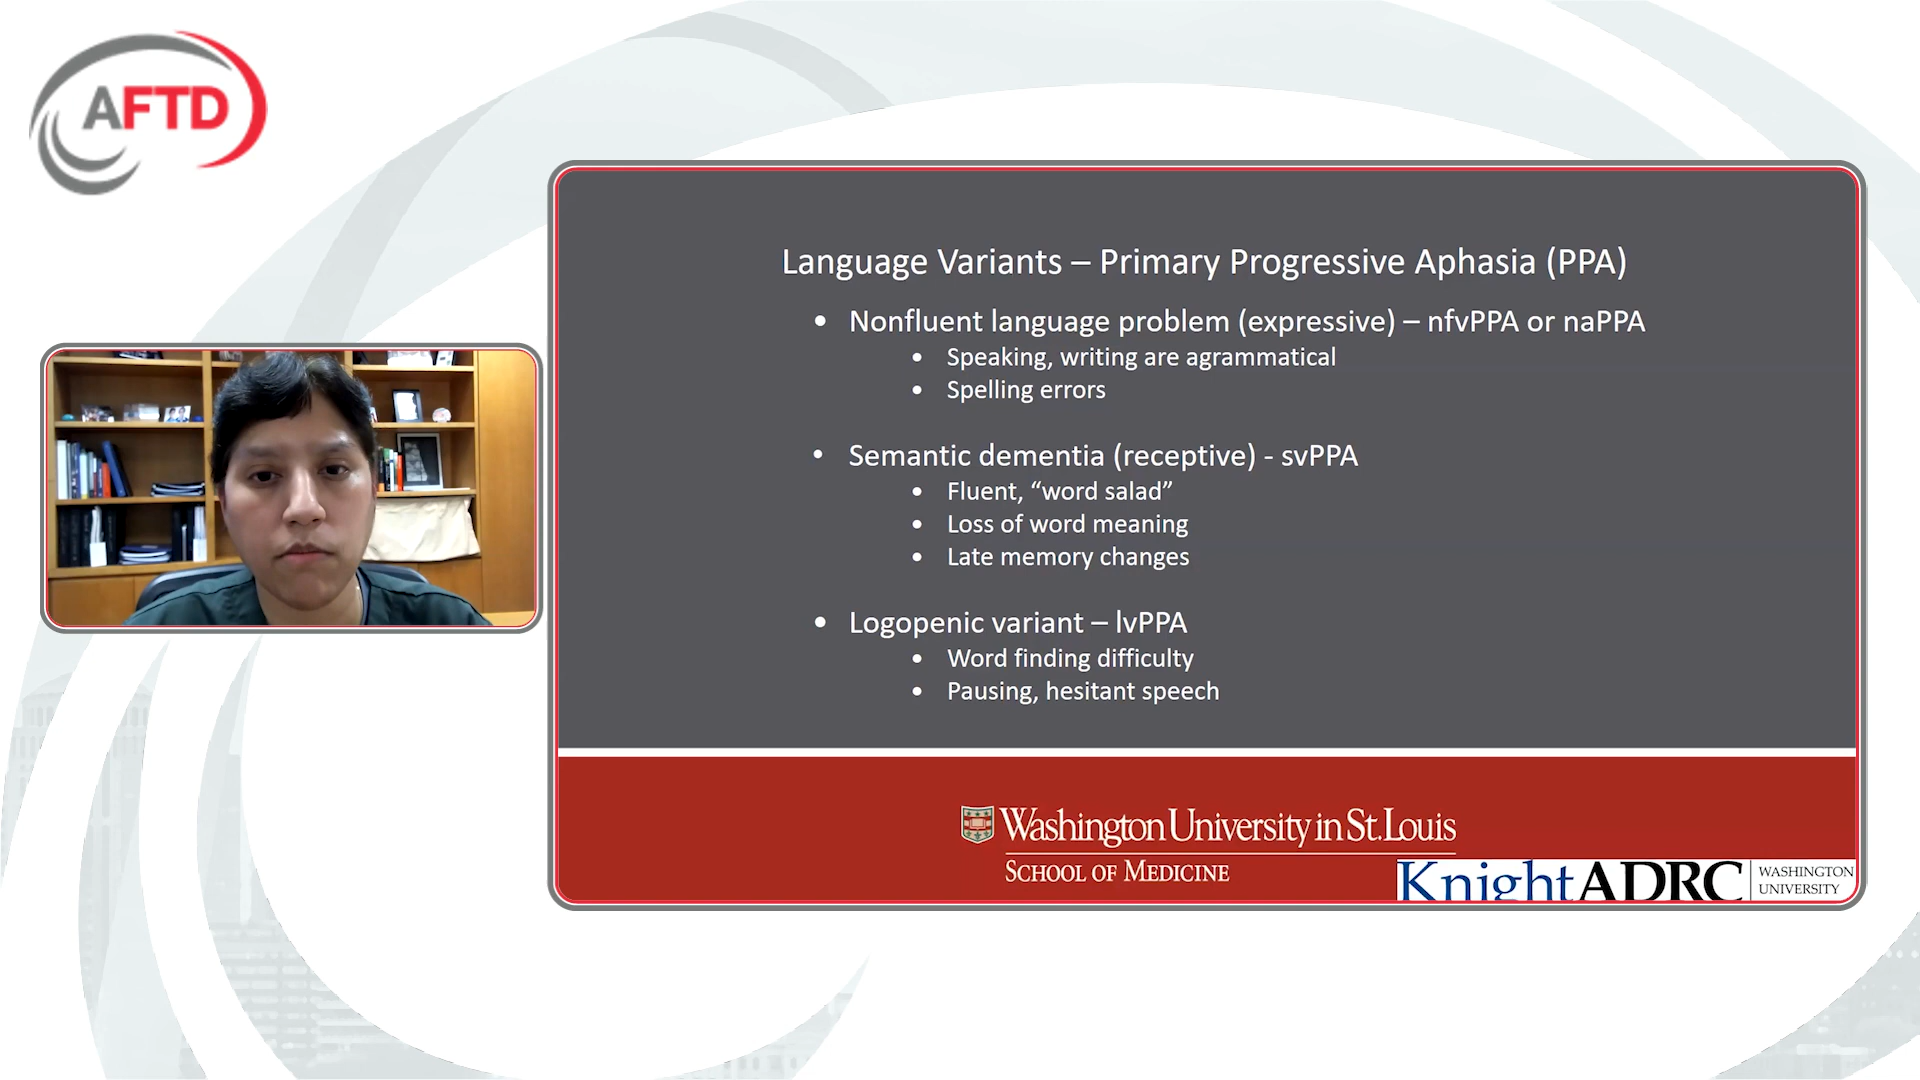 AFTD
Language Variants – Primary Progressive Aphasia (PPA)
• Nonfluent language problem (expressive) – nfvPPA or naPPA
• Speaking, writing are agrammatical
• Spelling errors
• Semantic dementia (receptive) - svPPA
• Fluent, “word salad”
• Loss of word meaning
• Late memory changes
• Logopenic variant – lvPPA
• Word finding difficulty
• Pausing, hesitant speech
Washington University in St. Louis
SCHOOL OF MEDICINE
KnightADRC
WASHINGTON
UNIVERSITY